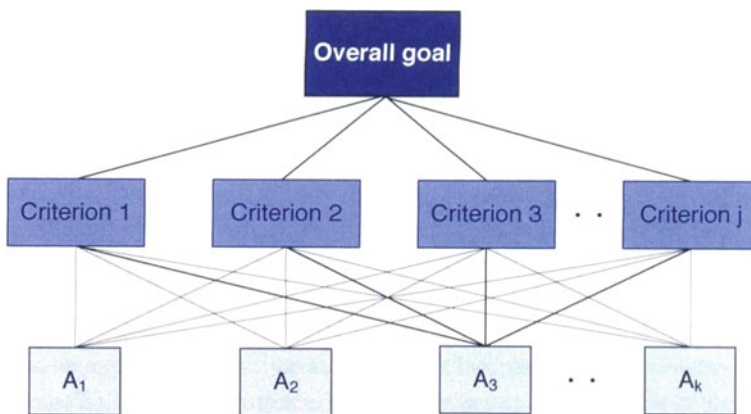 Overall goal
Criterion 1
Criterion 2
Criterion 3
. .
Criterion j
A₁
A₂
A₃
. .
Aₖ